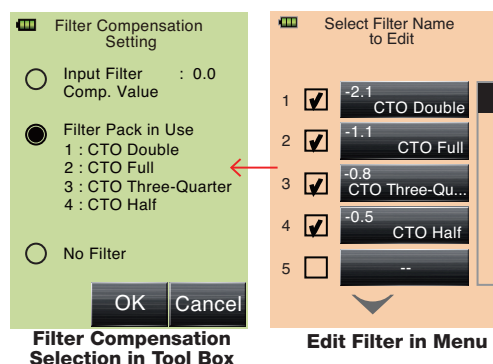 Filter Compensation
Setting
Input Filter : 0.0
Comp. Value
Filter Pack in Use
1 : CTO Double
2 : CTO Full
3 : CTO Three-Quarter
4 : CTO Half
No Filter
OK Cancel
Filter Compensation
Selection in Tool Box
Select Filter Name
to Edit
1 -2.1
CTO Double
2 -1.1
CTO Full
3 -0.8
CTO Three-Qu...
4 -0.5
CTO Half
5 --
Edit Filter in Menu